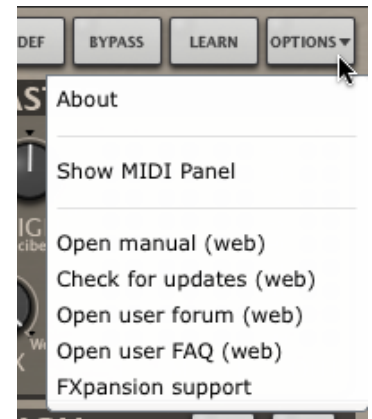 DEF BYPASS LEARN OPTIONS
About
Show MIDI Panel
Open manual (web)
Check for updates (web)
Open user forum (web)
Open user FAQ (web)
FXpansion support